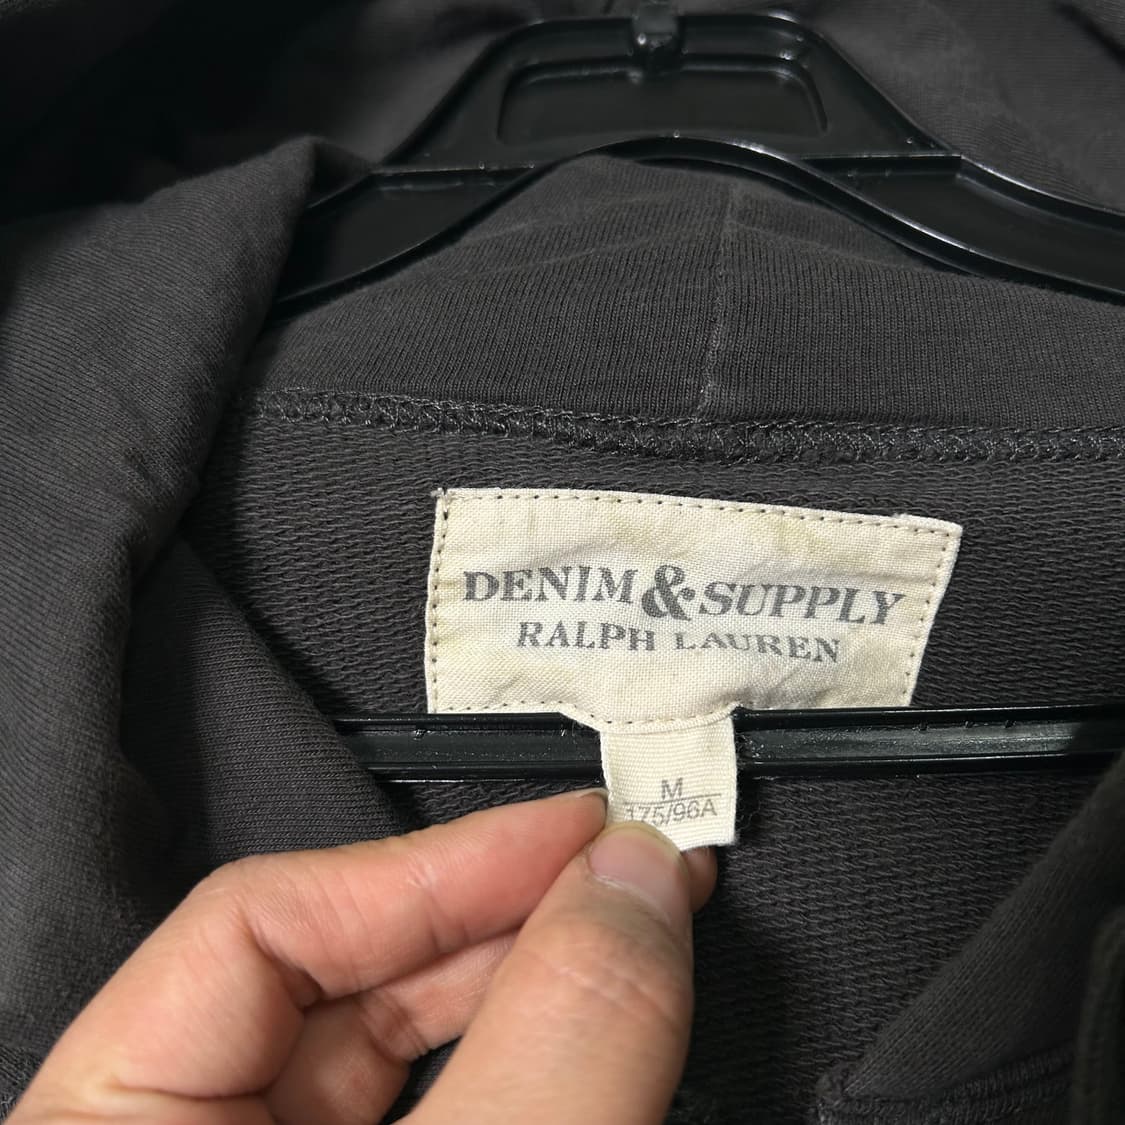 DENIM & SUPPLY
RALPH LAUREN
M
175/96A